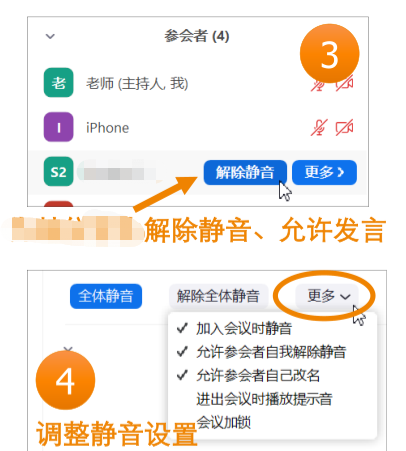 参会者 (4)
3
老 老师 (主持人, 我)
I iPhone
S2 解除静音 更多
解除静音、允许发言
全体静音 解除全体静音 更多
✓ 加入会议时静音
✓ 允许参会者自我解除静音
✓ 允许参会者自己改名
进出会议时播放提示音
会议加锁
4
调整静音设置